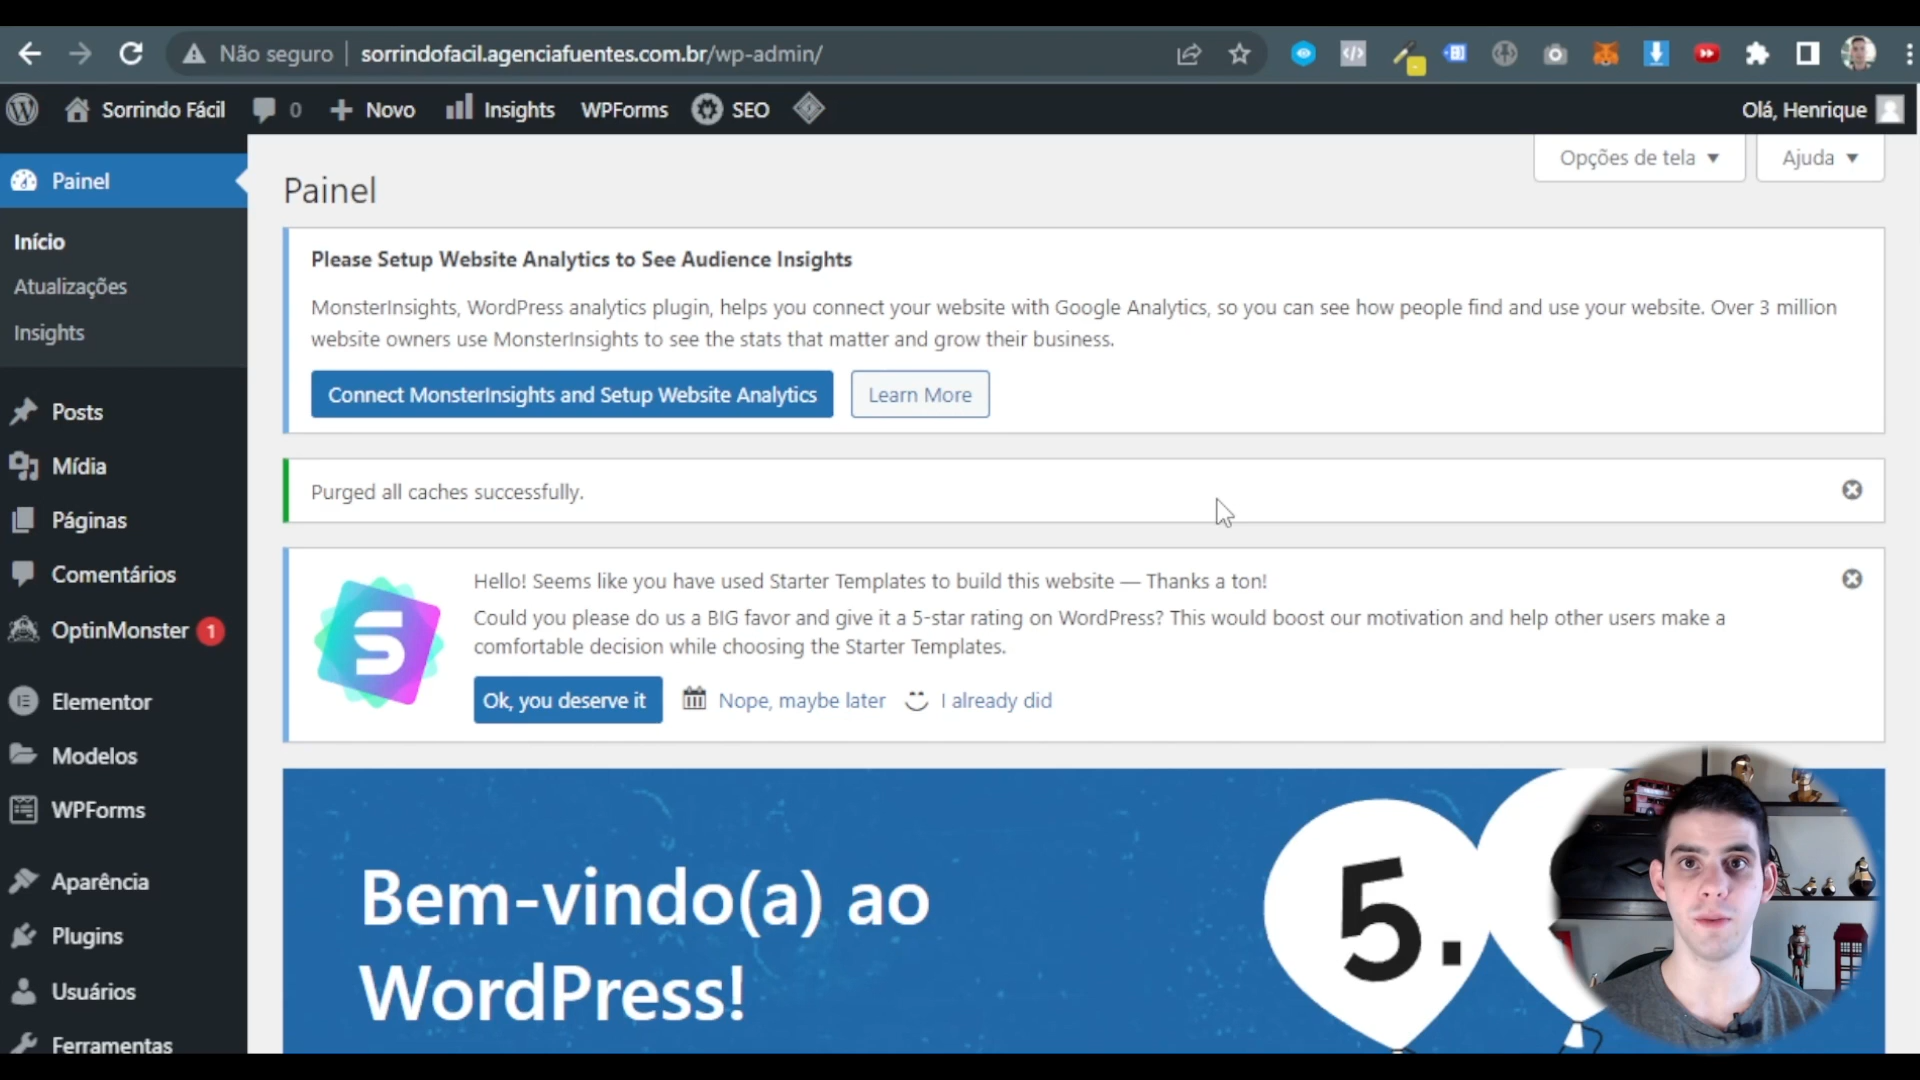 Não seguro
sorrindofacil.agenciafuentes.com.br/wp-admin/
Sorrindo Fácil
0
Novo
Insights
WPForms
SEO
Olá, Henrique
Opções de tela
Ajuda
Painel
Início
Atualizações
Insights
Posts
Mídia
Páginas
Comentários
OptinMonster 1
Elementor
Modelos
WPForms
Aparência
Plugins
Usuários
Ferramentas
Painel
Please Setup Website Analytics to See Audience Insights
MonsterInsights, WordPress analytics plugin, helps you connect your website with Google Analytics, so you can see how people find and use your website. Over 3 million
website owners use MonsterInsights to see the stats that matter and grow their business.
Connect MonsterInsights and Setup Website Analytics
Learn More
Purged all caches successfully.
Hello! Seems like you have used Starter Templates to build this website — Thanks a ton!
Could you please do us a BIG favor and give it a 5-star rating on WordPress? This would boost our motivation and help other users make a
comfortable decision while choosing the Starter Templates.
Ok, you deserve it
Nope, maybe later
I already did
Bem-vindo(a) ao
WordPress!
5.